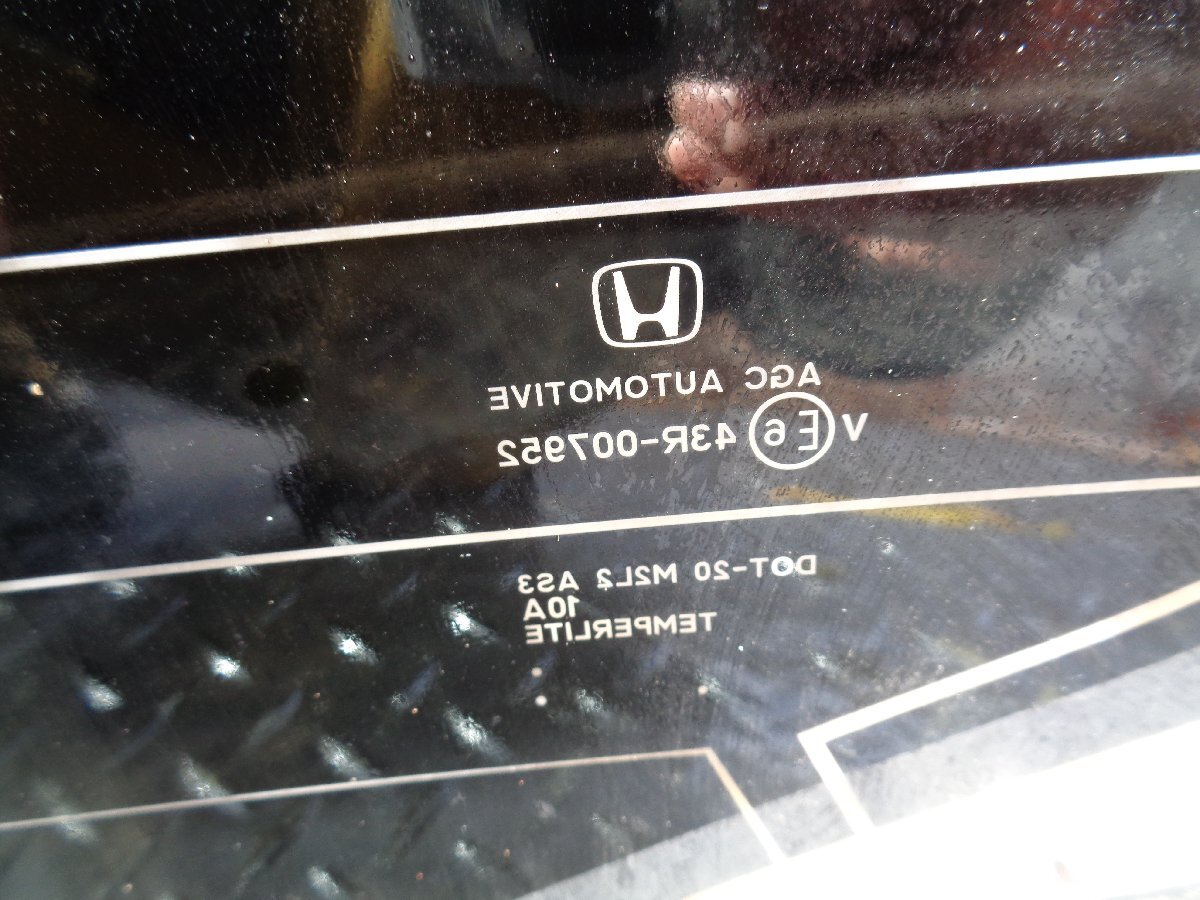 AGC AUTOMOTIVE
V E6 43R-007952
DOT-20 M2L2 AS3
10A
TEMPERLITE